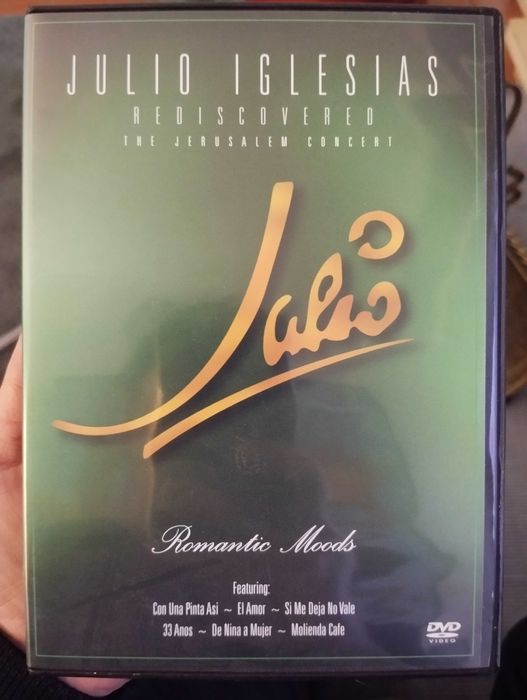 JULIO IGLESIAS
REDISCOVERED
THE JERUSALEM CONCERT
Julio
Romantic Moods
Featuring:
Con Una Pinta Asi ~ El Amor ~ Si Me Deja No Vale
33 Anos ~ De Nina a Mujer ~ Molienda Cafe
DVD
VIDEO